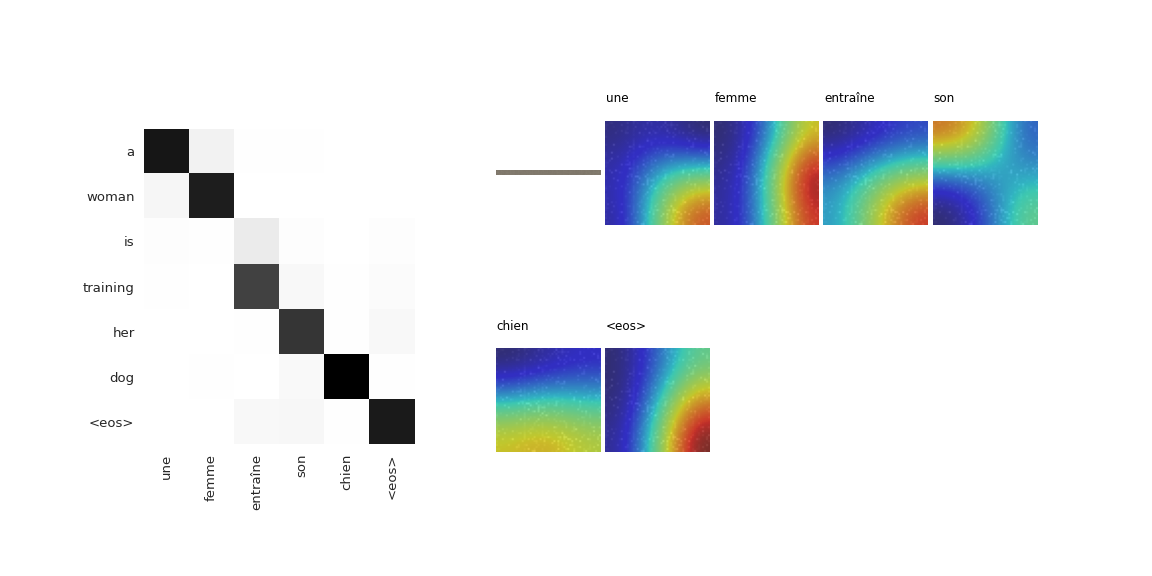 a
woman
is
training
her
dog
<eos>
une
femme
entraîne
son
chien
<eos>
une femme entraîne son
chien <eos>